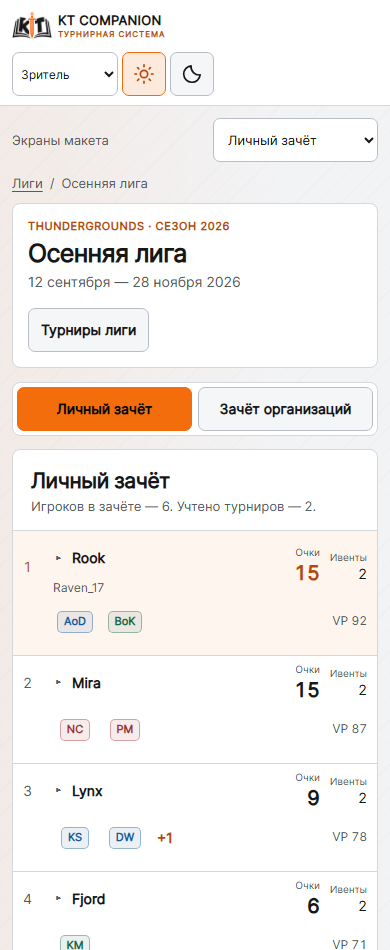 KT COMPANION
ТУРНИРНАЯ СИСТЕМА
Зритель
Экраны макета
Личный зачёт
Лиги / Осенняя лига
THUNDERGROUNDS · СЕЗОН 2026
Осенняя лига
12 сентября — 28 ноября 2026
Турниры лиги
Личный зачёт
Зачёт организаций
Личный зачёт
Игроков в зачёте — 6. Учтено турниров — 2.
1 Rook Очки 15 Ивенты 2
Raven_17
AoD BoK VP 92
2 Mira Очки 15 Ивенты 2
NC PM VP 87
3 Lynx Очки 9 Ивенты 2
KS DW +1 VP 78
4 Fjord Очки 6 Ивенты 2
KM VP 71